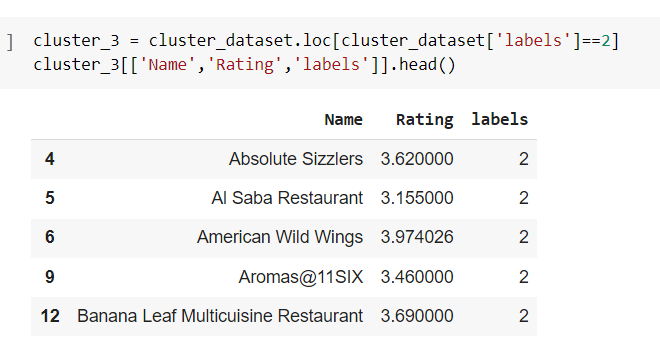 ] cluster_3 = cluster_dataset.loc[cluster_dataset['labels']==2]
cluster_3[['Name','Rating','labels']].head()
Name Rating labels
4 Absolute Sizzlers 3.620000 2
5 Al Saba Restaurant 3.155000 2
6 American Wild Wings 3.974026 2
9 Aromas@11SIX 3.460000 2
12 Banana Leaf Multicuisine Restaurant 3.690000 2